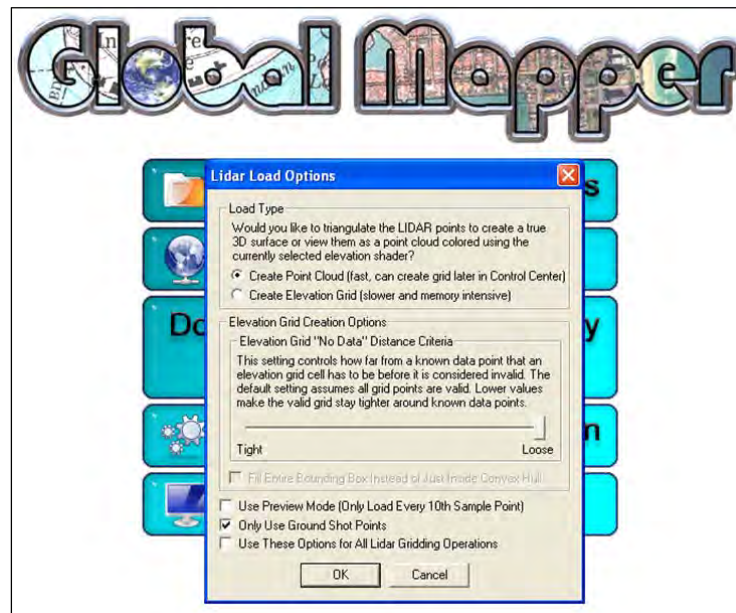 Global Mapper
Lidar Load Options
s
Load Type
Would you like to triangulate the LIDAR points to create a true
3D surface or view them as a point cloud colored using the
currently selected elevation shader?
Create Point Cloud (fast, can create grid later in Control Center)
Create Elevation Grid (slower and memory intensive)
Do
y
Elevation Grid Creation Options
Elevation Grid "No Data" Distance Criteria
This setting controls how far from a known data point that an
elevation grid cell has to be before it is considered invalid. The
default setting assumes all grid points are valid. Lower values
make the valid grid stay tighter around known data points.
n
Tight Loose
Fill Entire Bounding Box Instead of Just Inside Convex Hull
Use Preview Mode (Only Load Every 10th Sample Point)
Only Use Ground Shot Points
Use These Options for All Lidar Gridding Operations
OK Cancel